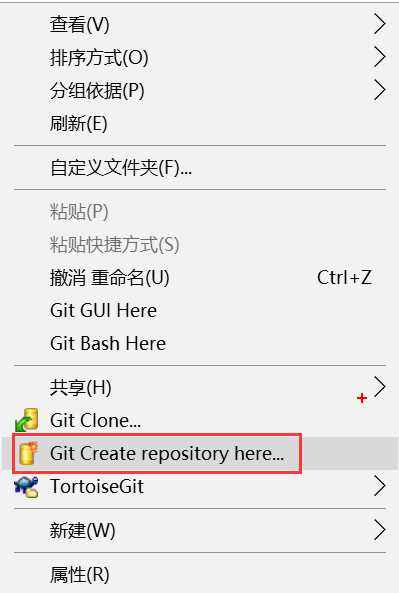 查看(V)
排序方式(O)
分组依据(P)
刷新(E)
自定义文件夹(F)...
粘贴(P)
粘贴快捷方式(S)
撤消 重命名(U) Ctrl+Z
Git GUI Here
Git Bash Here
共享(H)
Git Clone...
Git Create repository here...
TortoiseGit
新建(W)
属性(R)